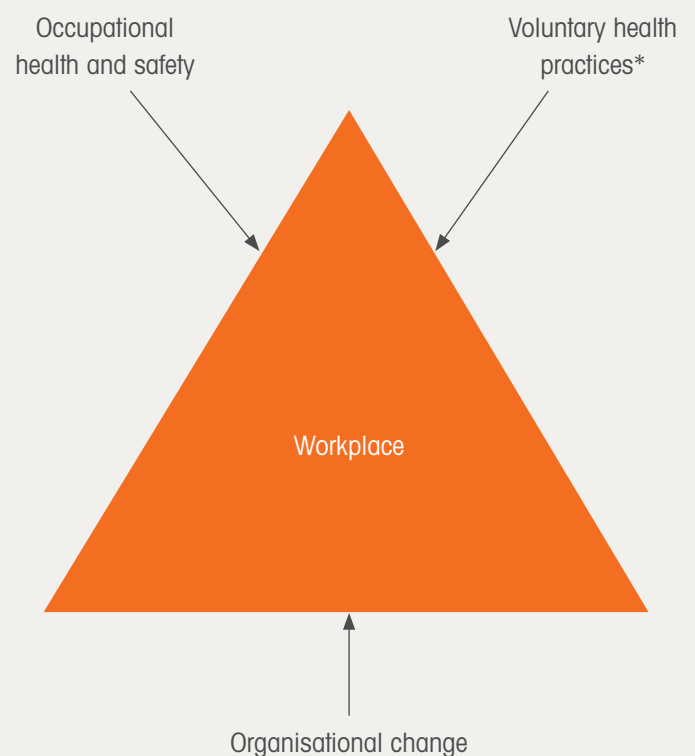 Occupational
health and safety
Voluntary health
practices*
Workplace
Organisational change